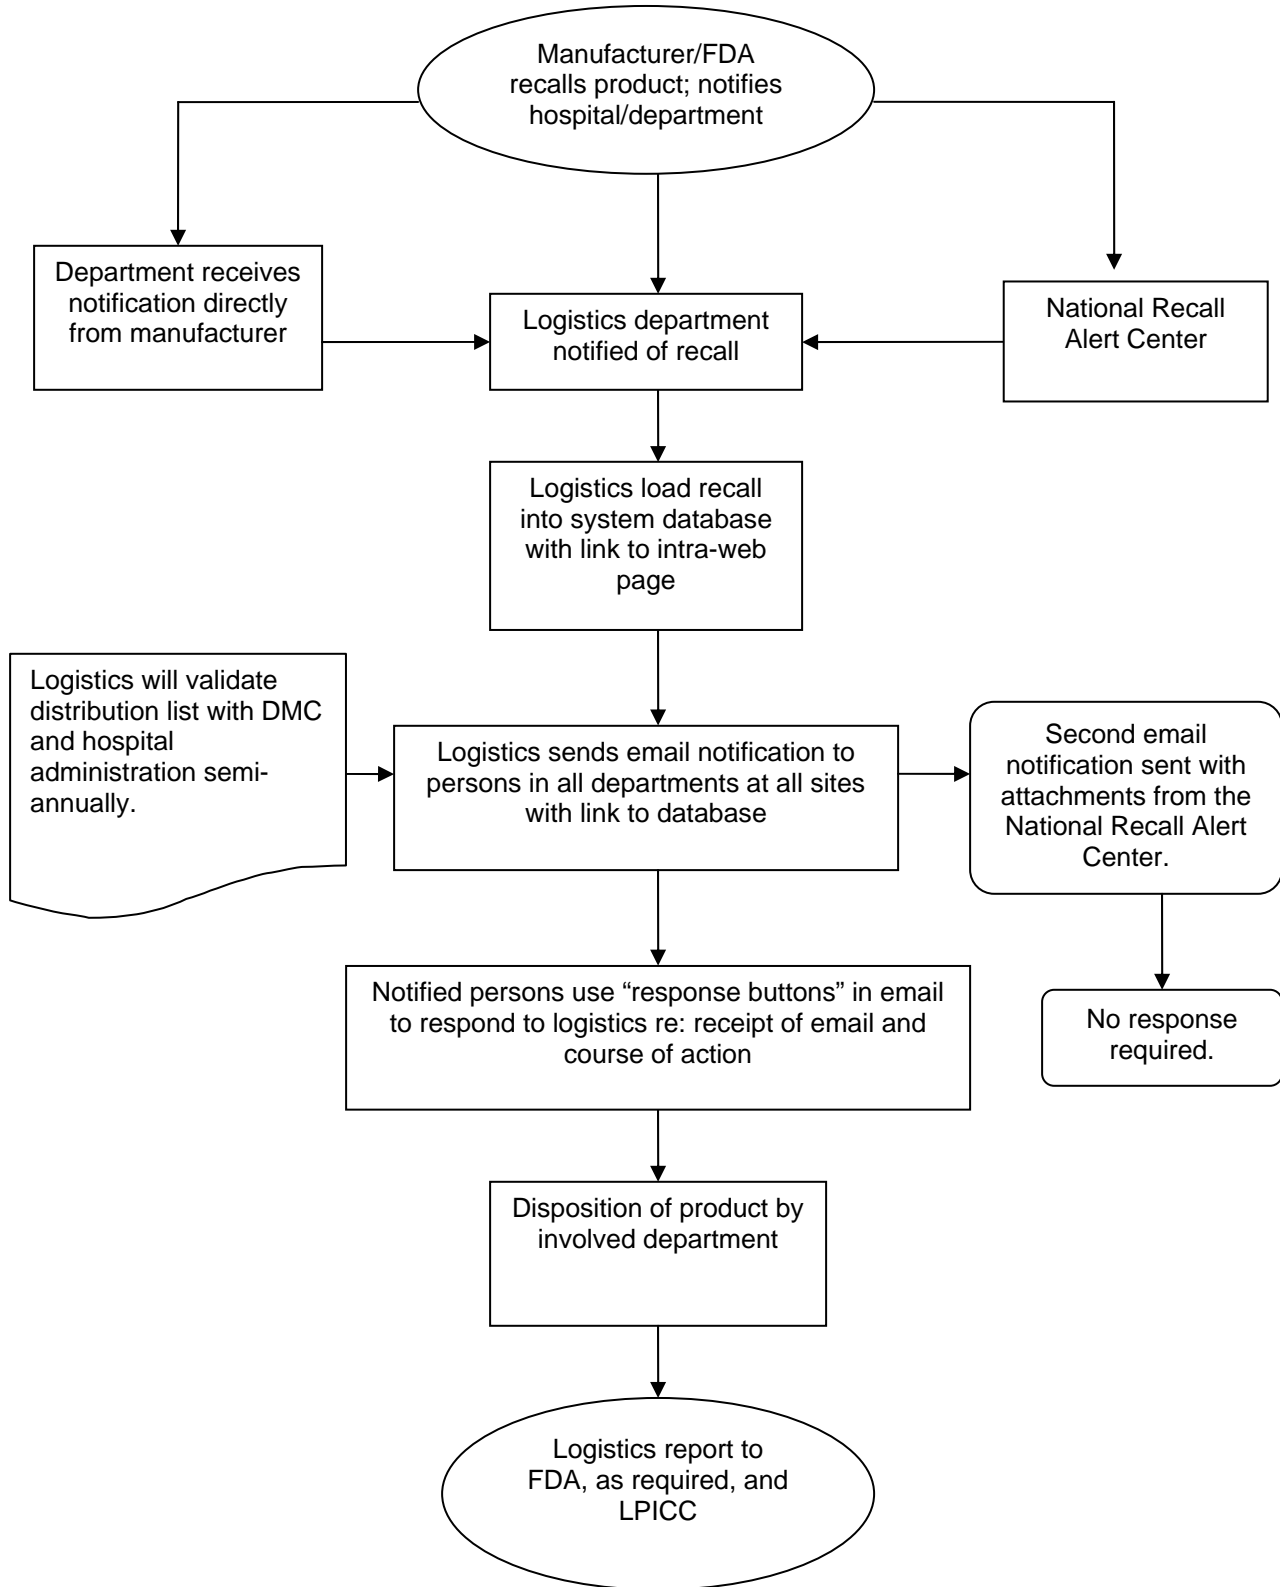 Manufacturer/FDA
recalls product; notifies
hospital/department
Department receives
notification directly
from manufacturer
Logistics department
notified of recall
National Recall
Alert Center
Logistics load recall
into system database
with link to intra-web
page
Logistics will validate
distribution list with DMC
and hospital
administration semi-
annually.
Logistics sends email notification to
persons in all departments at all sites
with link to database
Second email
notification sent with
attachments from the
National Recall Alert
Center.
Notified persons use “response buttons” in email
to respond to logistics re: receipt of email and
course of action
No response
required.
Disposition of product by
involved department
Logistics report to
FDA, as required, and
LPICC